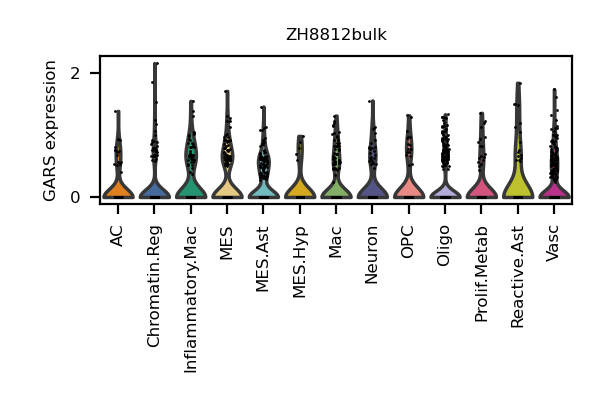 ZH8812bulk
GARS expression
2
0
AC
Chromatin.Reg
Inflammatory.Mac
MES
MES.Ast
MES.Hyp
Mac
Neuron
OPC
Oligo
Prolif.Metab
Reactive.Ast
Vasc